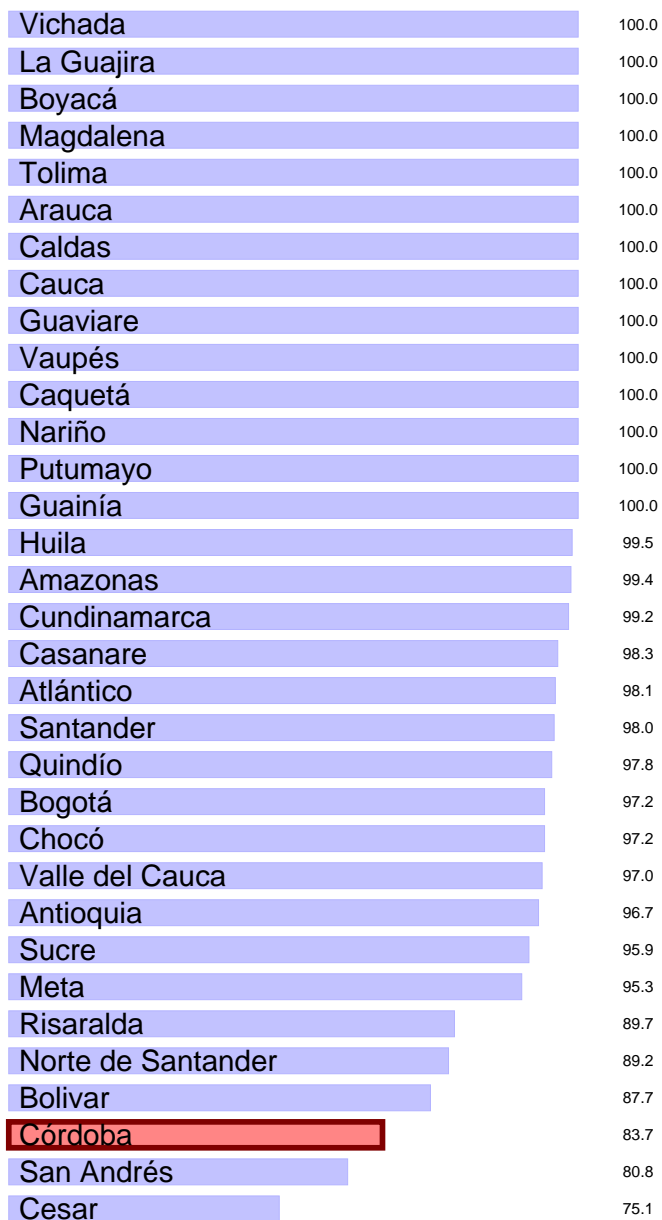 Vichada 100.0
La Guajira 100.0
Boyacá 100.0
Magdalena 100.0
Tolima 100.0
Arauca 100.0
Caldas 100.0
Cauca 100.0
Guaviare 100.0
Vaupés 100.0
Caquetá 100.0
Nariño 100.0
Putumayo 100.0
Guainía 100.0
Huila 99.5
Amazonas 99.4
Cundinamarca 99.2
Casanare 98.3
Atlántico 98.1
Santander 98.0
Quindío 97.8
Bogotá 97.2
Chocó 97.2
Valle del Cauca 97.0
Antioquia 96.7
Sucre 95.9
Meta 95.3
Risaralda 89.7
Norte de Santander 89.2
Bolivar 87.7
Córdoba 83.7
San Andrés 80.8
Cesar 75.1